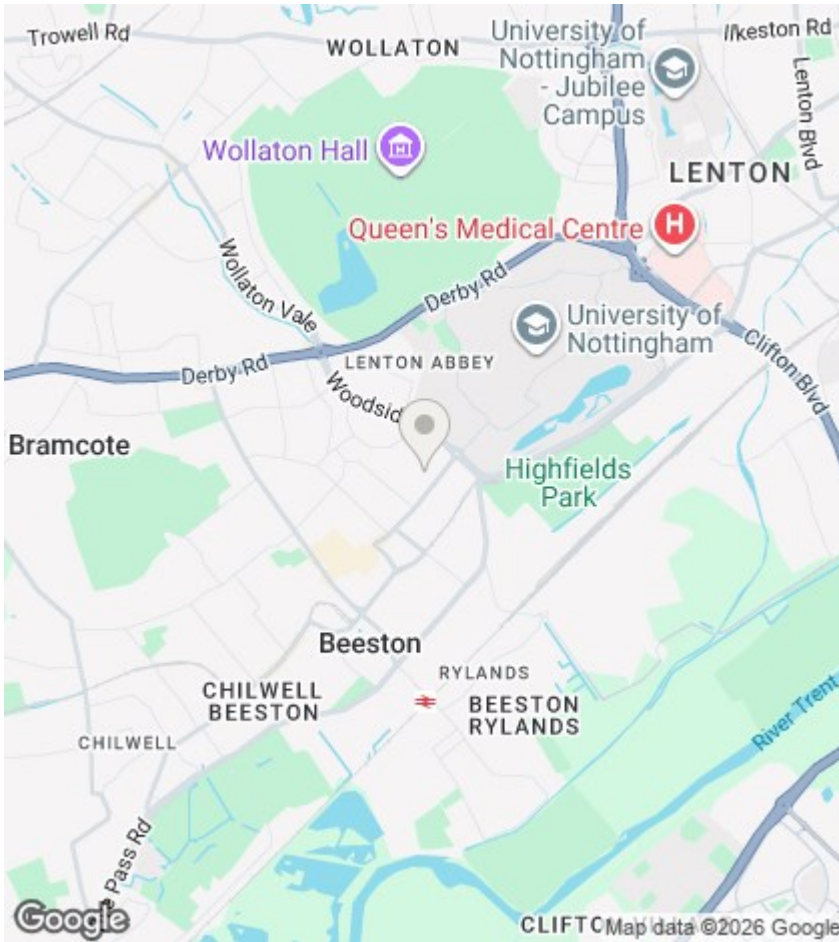 Trowell Rd
WOLLATON
University of
Nottingham
- Jubilee
Campus
Ilkeston Rd
Lenton Blvd
Wollaton Hall
LENTON
Queen's Medical Centre
H
Wollaton Vale
Derby Rd
University of
Nottingham
Clifton Blvd
Derby Rd
LENTON ABBEY
Woodsid
Bramcote
Highfields
Park
Beeston
RYLANDS
CHILWELL
BEESTON
BEESTON
RYLANDS
CHILWELL
River Trent
Pass Rd
Google
CLIFTON
Map data ©2026 Google